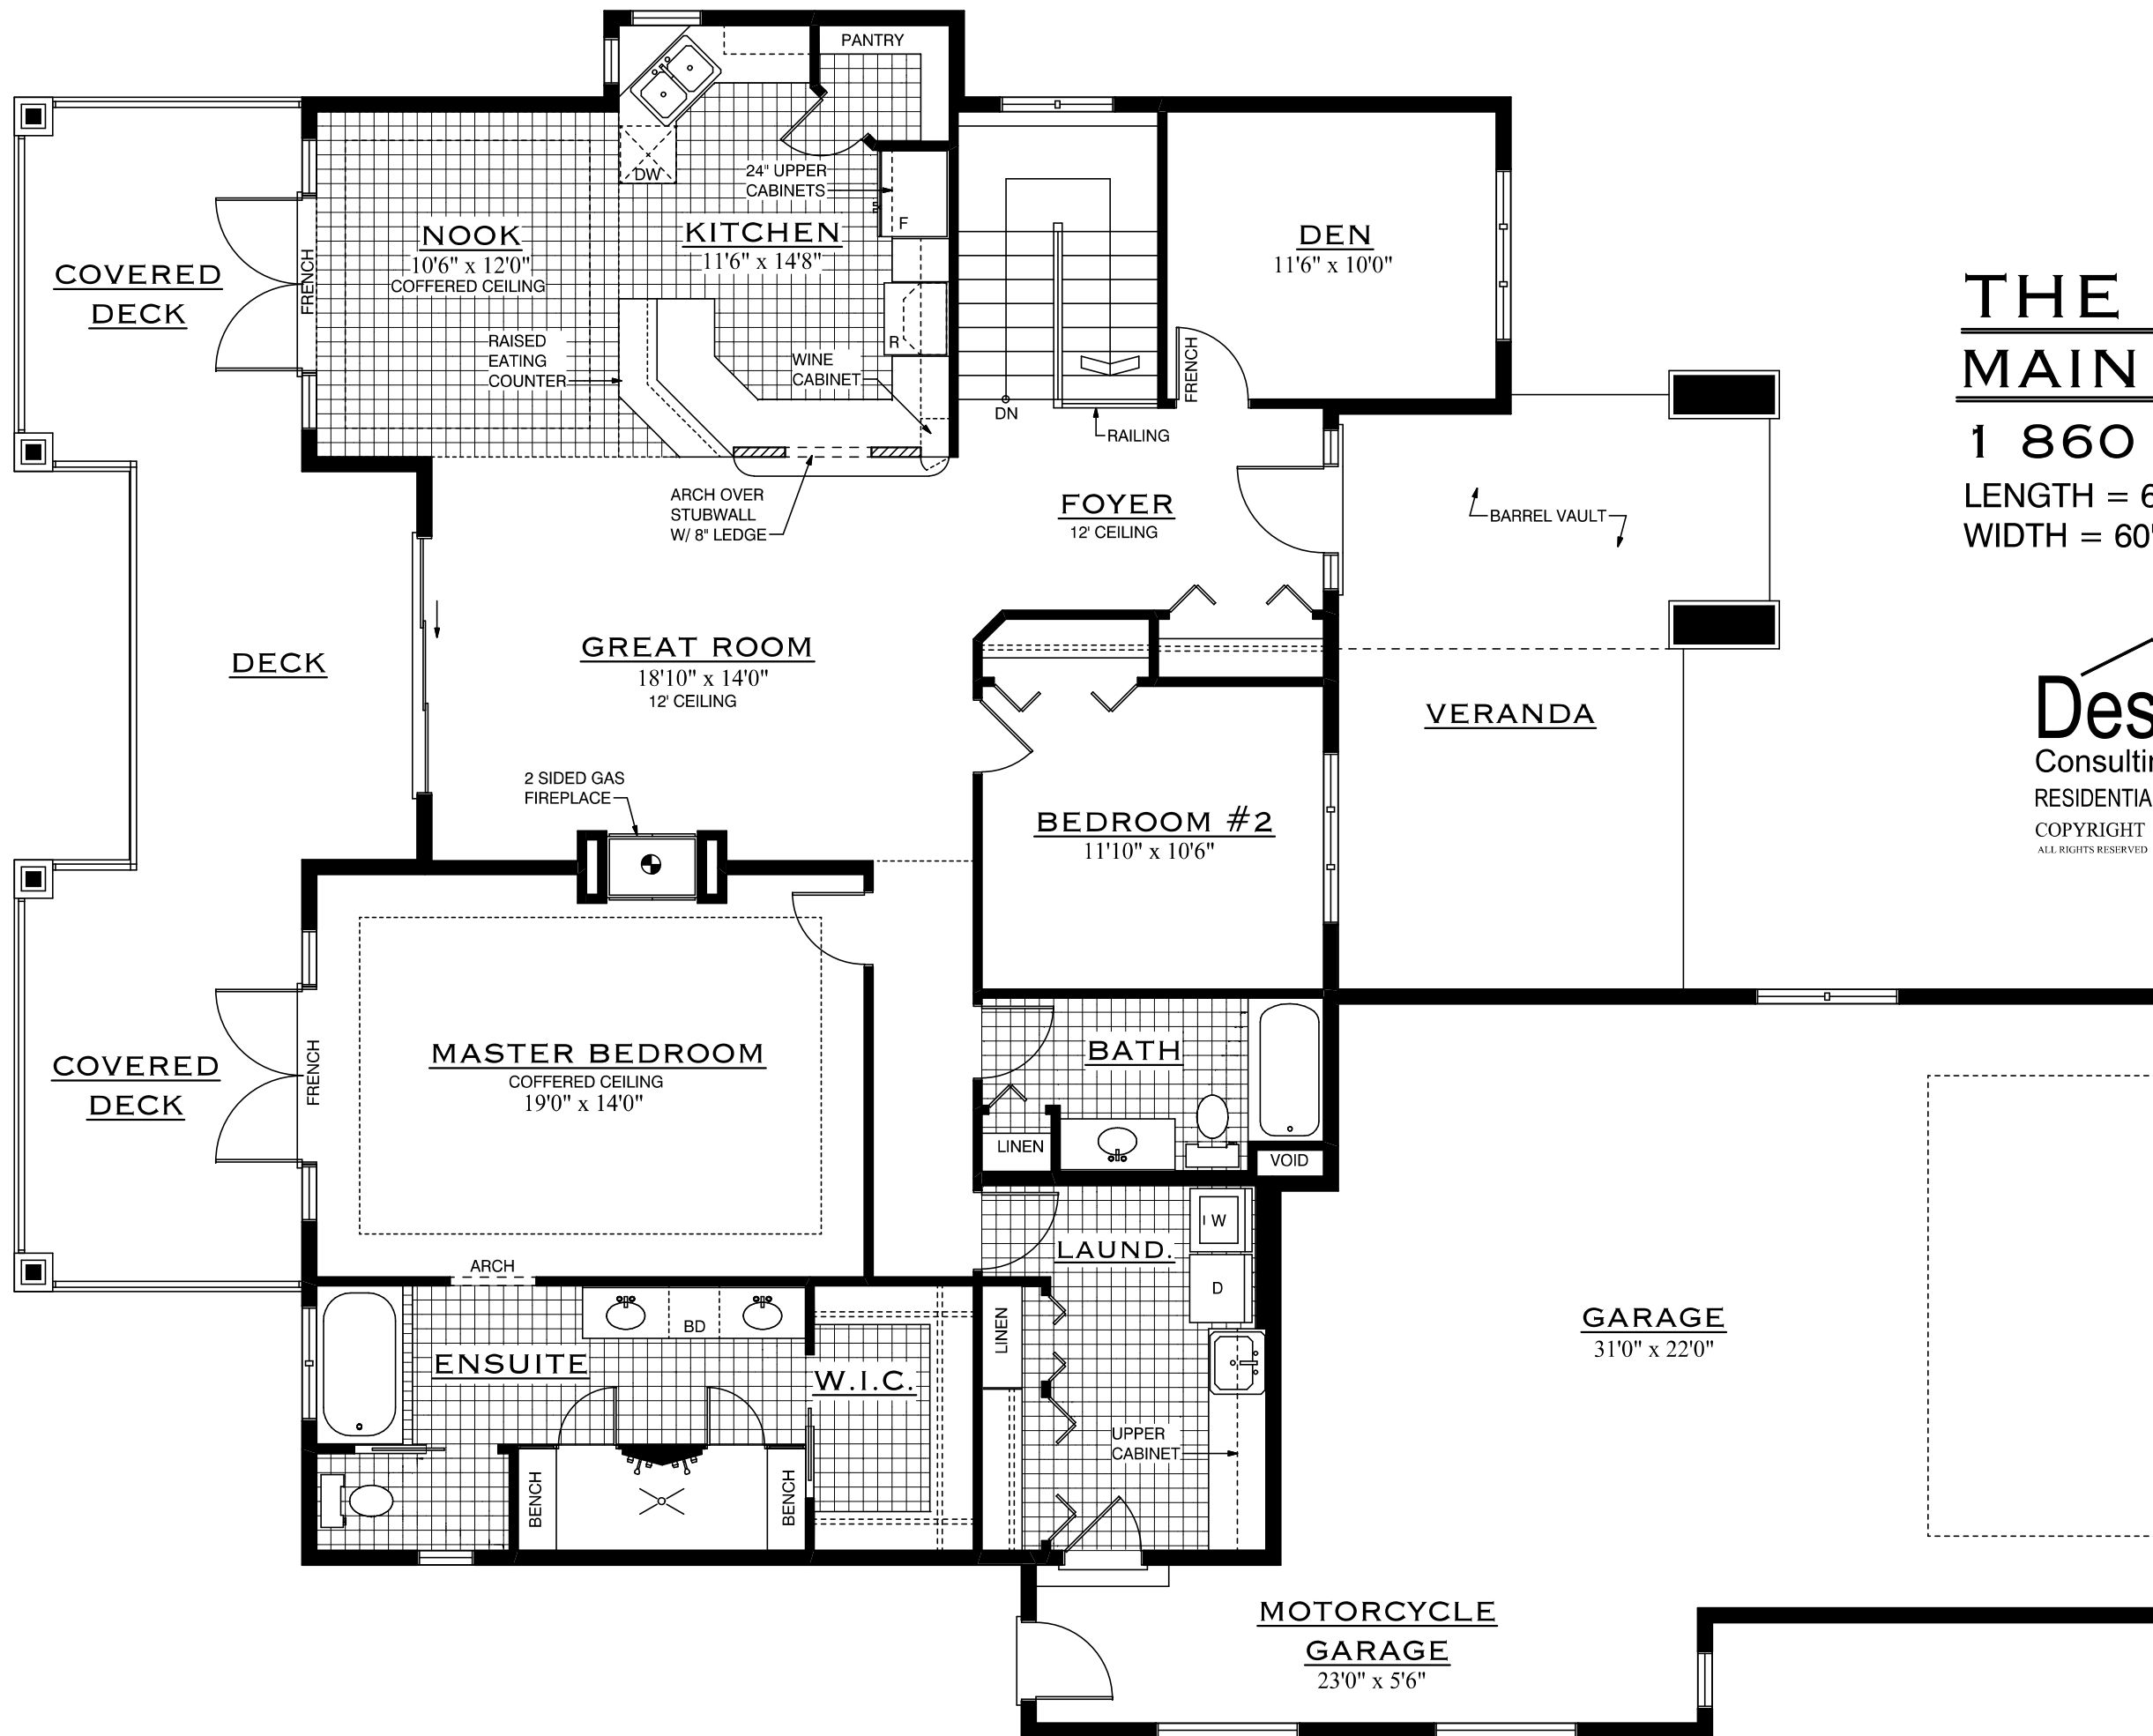 PANTRY
DW
24" UPPER
CABINETS
F
NOOK
10'6" x 12'0"
COFFERED CEILING
KITCHEN
11'6" x 14'8"
DEN
11'6" x 10'0"
COVERED
DECK
FRENCH
RAISED
EATING
COUNTER
R
WINE
CABINET
FRENCH
DN
RAILING
THE
MAIN
1 860
LENGTH = 6
WIDTH = 60'
ARCH OVER
STUBWALL
W/ 8" LEDGE
FOYER
12' CEILING
BARREL VAULT
DECK
GREAT ROOM
18'10" x 14'0"
12' CEILING
VERANDA
Des
Consulti
RESIDENTIA
COPYRIGHT
ALL RIGHTS RESERVED
2 SIDED GAS
FIREPLACE
BEDROOM #2
11'10" x 10'6"
COVERED
DECK
FRENCH
MASTER BEDROOM
COFFERED CEILING
19'0" x 14'0"
BATH
LINEN
VOID
W
LAUND.
D
ARCH
BD
ENSUITE
W.I.C.
LINEN
GARAGE
31'0" x 22'0"
UPPER
CABINET
BENCH
BENCH
MOTORCYCLE
GARAGE
23'0" x 5'6"